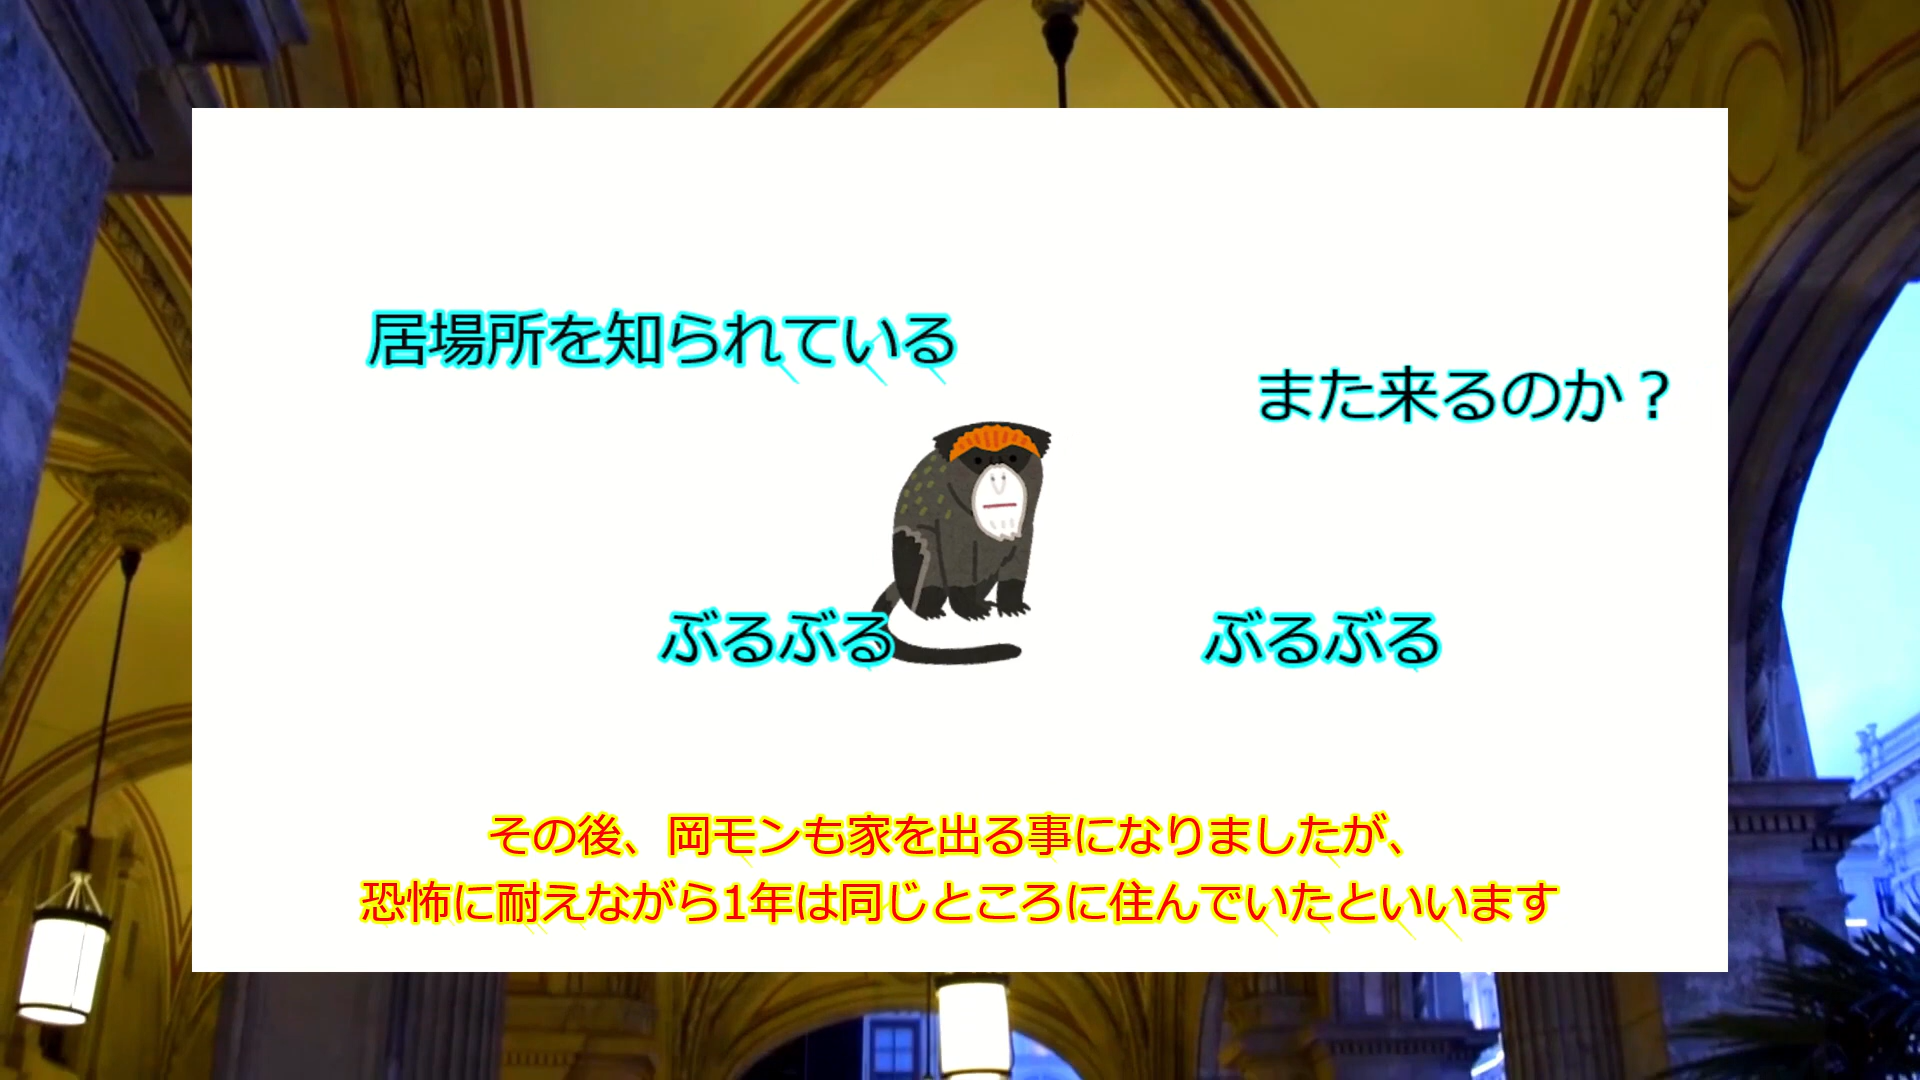 居場所を知られている
また来るのか？
ぶるぶる
ぶるぶる
その後、岡モンも家を出る事になりましたが、
恐怖に耐えながら1年は同じところに住んでいたといいます